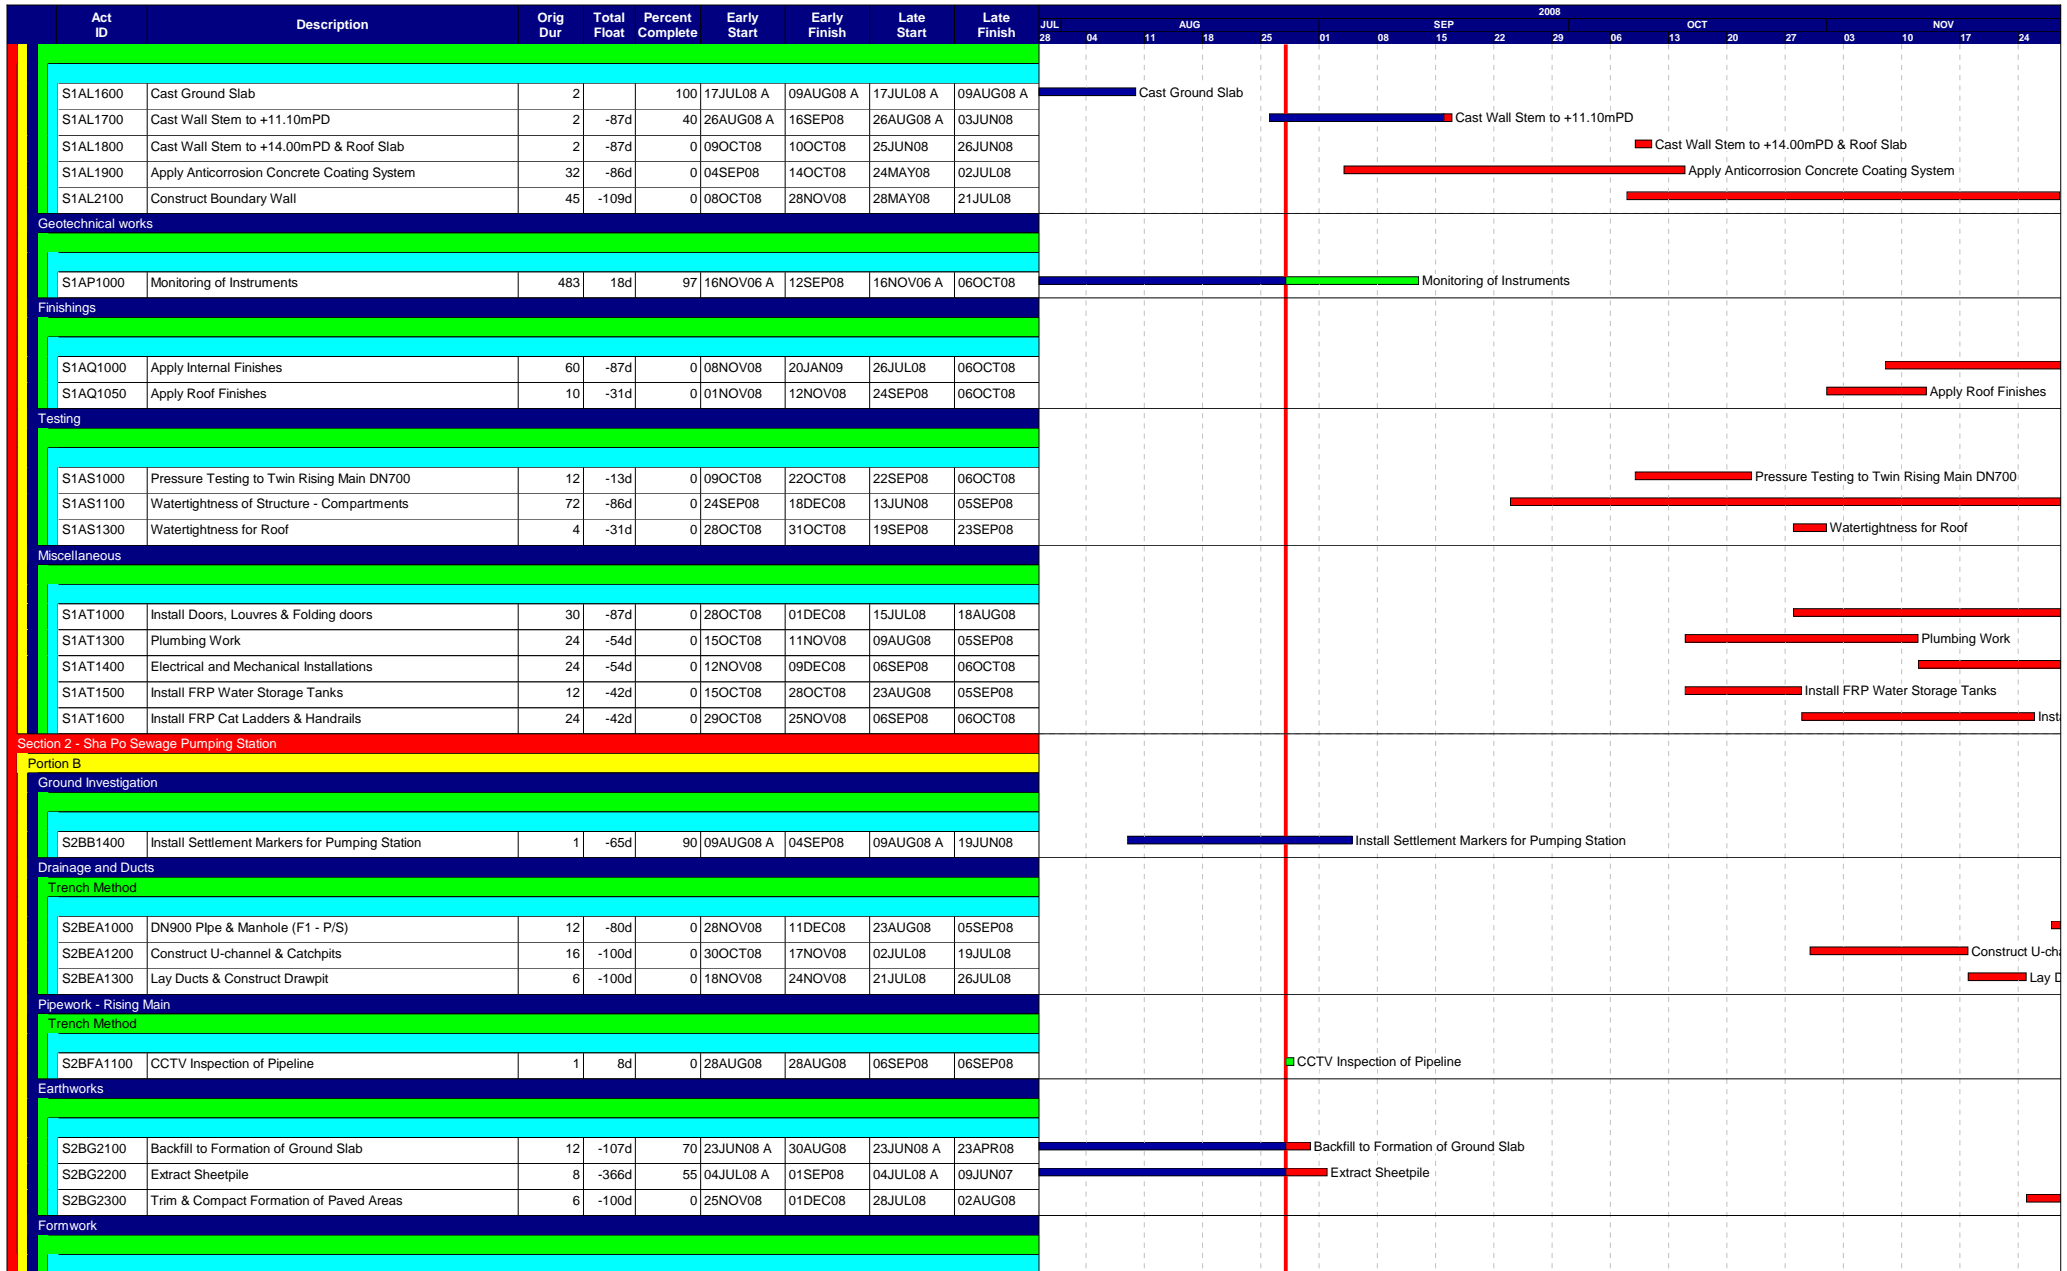 Act ID Description Orig Dur Total Float Percent Complete Early Start Early Finish Late Start Late Finish
2008
JUL AUG SEP OCT NOV
28 04 11 18 25 01 08 15 22 29 06 13 20 27 03 10 17 24
S1AL1600 Cast Ground Slab 2 100 17JUL08 A 09AUG08 A 17JUL08 A 09AUG08 A Cast Ground Slab
S1AL1700 Cast Wall Stem to +11.10mPD 2 -87d 40 26AUG08 A 16SEP08 26AUG08 A 03JUN08 Cast Wall Stem to +11.10mPD
S1AL1800 Cast Wall Stem to +14.00mPD & Roof Slab 2 -87d 0 09OCT08 10OCT08 25JUN08 26JUN08 Cast Wall Stem to +14.00mPD & Roof Slab
S1AL1900 Apply Anticorrosion Concrete Coating System 32 -86d 0 04SEP08 14OCT08 24MAY08 02JUL08 Apply Anticorrosion Concrete Coating System
S1AL2100 Construct Boundary Wall 45 -109d 0 08OCT08 28NOV08 28MAY08 21JUL08
Geotechnical works
S1AP1000 Monitoring of Instruments 483 18d 97 16NOV06 A 12SEP08 16NOV06 A 06OCT08 Monitoring of Instruments
Finishings
S1AQ1000 Apply Internal Finishes 60 -87d 0 08NOV08 20JAN09 26JUL08 06OCT08
S1AQ1050 Apply Roof Finishes 10 -31d 0 01NOV08 12NOV08 24SEP08 06OCT08 Apply Roof Finishes
Testing
S1AS1000 Pressure Testing to Twin Rising Main DN700 12 -13d 0 09OCT08 22OCT08 22SEP08 06OCT08 Pressure Testing to Twin Rising Main DN700
S1AS1100 Watertightness of Structure - Compartments 72 -86d 0 24SEP08 18DEC08 13JUN08 05SEP08
S1AS1300 Watertightness for Roof 4 -31d 0 28OCT08 31OCT08 19SEP08 23SEP08 Watertightness for Roof
Miscellaneous
S1AT1000 Install Doors, Louvres & Folding doors 30 -87d 0 28OCT08 01DEC08 15JUL08 18AUG08
S1AT1300 Plumbing Work 24 -54d 0 15OCT08 11NOV08 09AUG08 05SEP08 Plumbing Work
S1AT1400 Electrical and Mechanical Installations 24 -54d 0 12NOV08 09DEC08 06SEP08 06OCT08
S1AT1500 Install FRP Water Storage Tanks 12 -42d 0 15OCT08 28OCT08 23AUG08 05SEP08 Install FRP Water Storage Tanks
S1AT1600 Install FRP Cat Ladders & Handrails 24 -42d 0 29OCT08 25NOV08 06SEP08 06OCT08 Inst
Section 2 - Sha Po Sewage Pumping Station
Portion B
Ground Investigation
S2BB1400 Install Settlement Markers for Pumping Station 1 -65d 90 09AUG08 A 04SEP08 09AUG08 A 19JUN08 Install Settlement Markers for Pumping Station
Drainage and Ducts
Trench Method
S2BEA1000 DN900 PIpe & Manhole (F1 - P/S) 12 -80d 0 28NOV08 11DEC08 23AUG08 05SEP08
S2BEA1200 Construct U-channel & Catchpits 16 -100d 0 30OCT08 17NOV08 02JUL08 19JUL08 Construct U-cha
S2BEA1300 Lay Ducts & Construct Drawpit 6 -100d 0 18NOV08 24NOV08 21JUL08 26JUL08 Lay D
Pipework - Rising Main
Trench Method
S2BFA1100 CCTV Inspection of Pipeline 1 8d 0 28AUG08 28AUG08 06SEP08 06SEP08 CCTV Inspection of Pipeline
Earthworks
S2BG2100 Backfill to Formation of Ground Slab 12 -107d 70 23JUN08 A 30AUG08 23JUN08 A 23APR08 Backfill to Formation of Ground Slab
S2BG2200 Extract Sheetpile 8 -366d 55 04JUL08 A 01SEP08 04JUL08 A 09JUN07 Extract Sheetpile
S2BG2300 Trim & Compact Formation of Paved Areas 6 -100d 0 25NOV08 01DEC08 28JUL08 02AUG08
Formwork